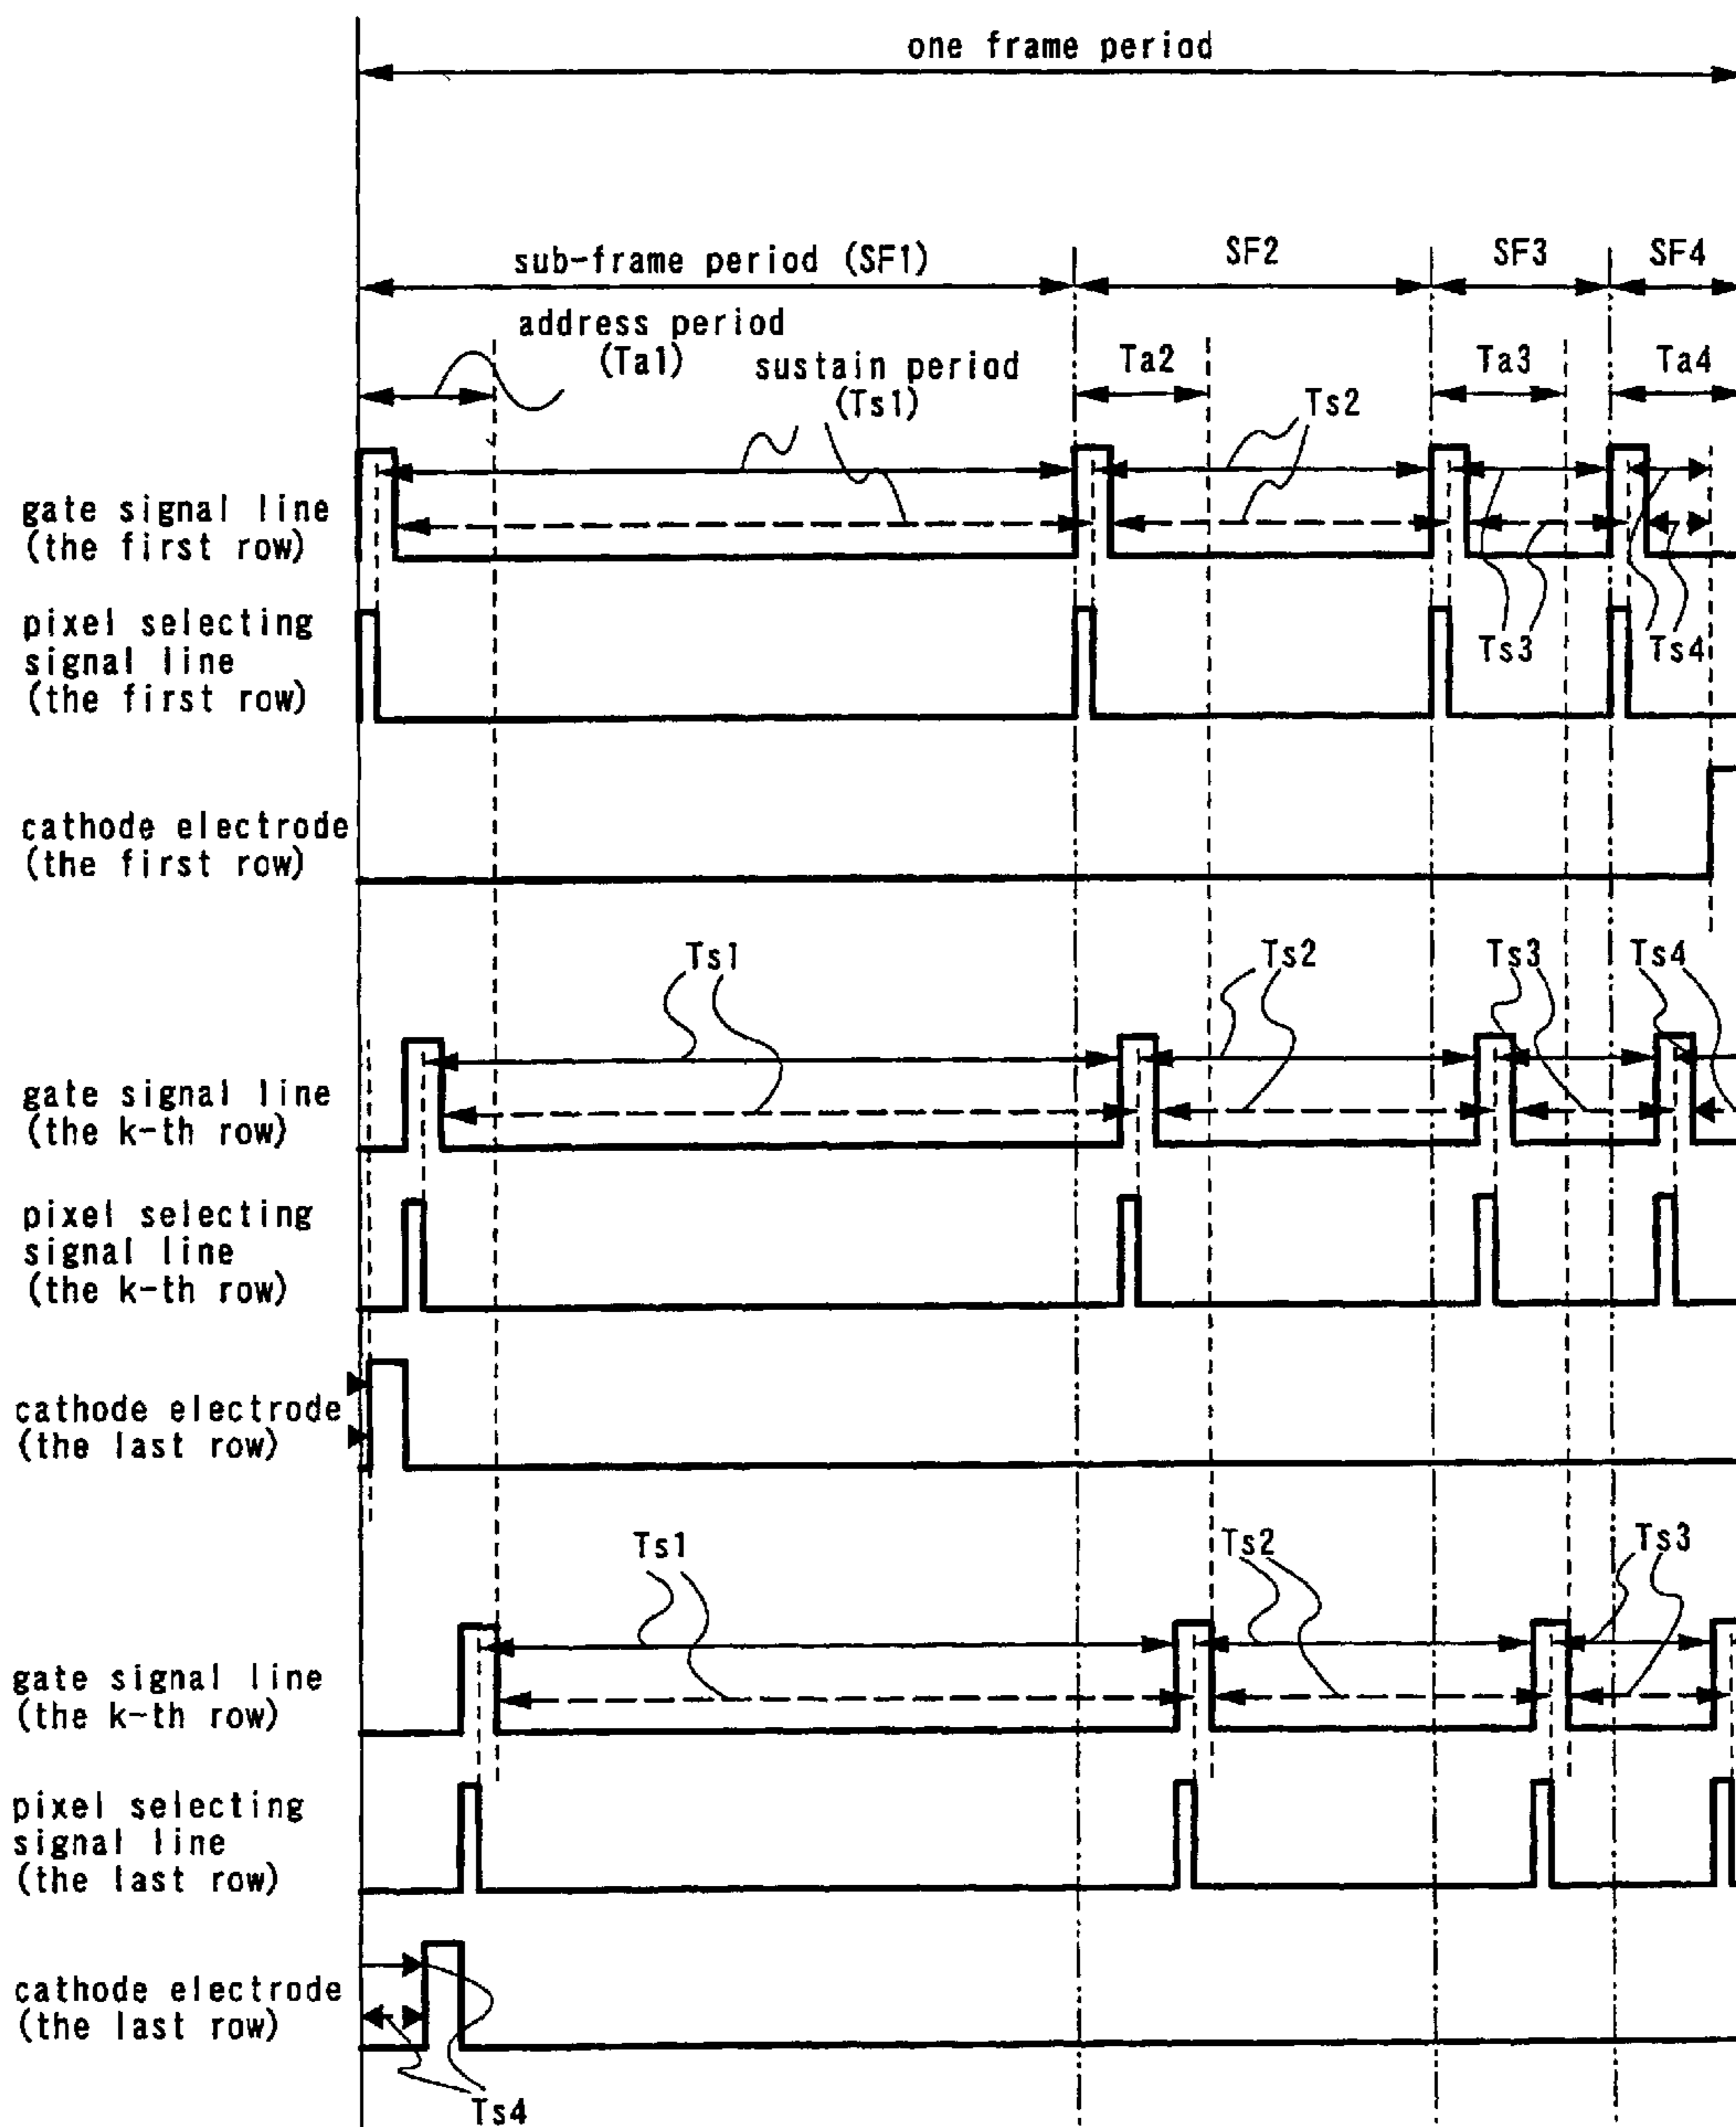 one frame period
sub-frame period (SF1)
SF2
SF3
SF4
address period
(Ta1)
sustain period
(Ts1)
Ta2
Ts2
Ta3
Ta4
gate signal line
(the first row)
Ts3
Ts4
pixel selecting
signal line
(the first row)
cathode electrode
(the first row)
Ts1
Ts2
Ts3
Ts4
gate signal line
(the k-th row)
pixel selecting
signal line
(the k-th row)
cathode electrode
(the last row)
Ts1
Ts2
Ts3
gate signal line
(the k-th row)
pixel selecting
signal line
(the last row)
cathode electrode
(the last row)
Ts4